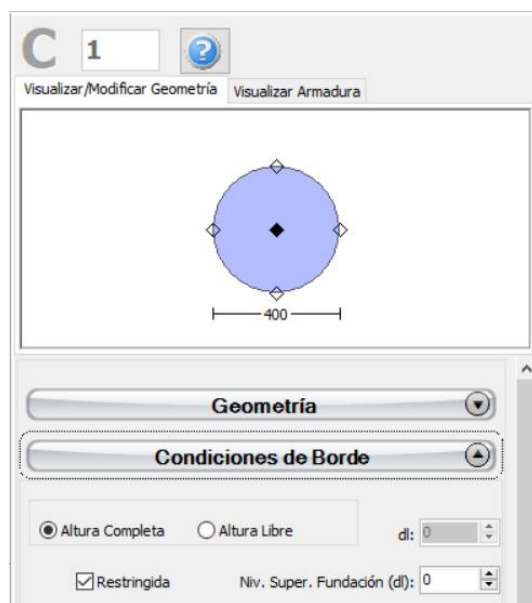 C 1
Visualizar/Modificar Geometría Visualizar Armadura
400
Geometría
Condiciones de Borde
Altura Completa Altura Libre dl: 0
Restringida Niv. Super. Fundación (dl): 0